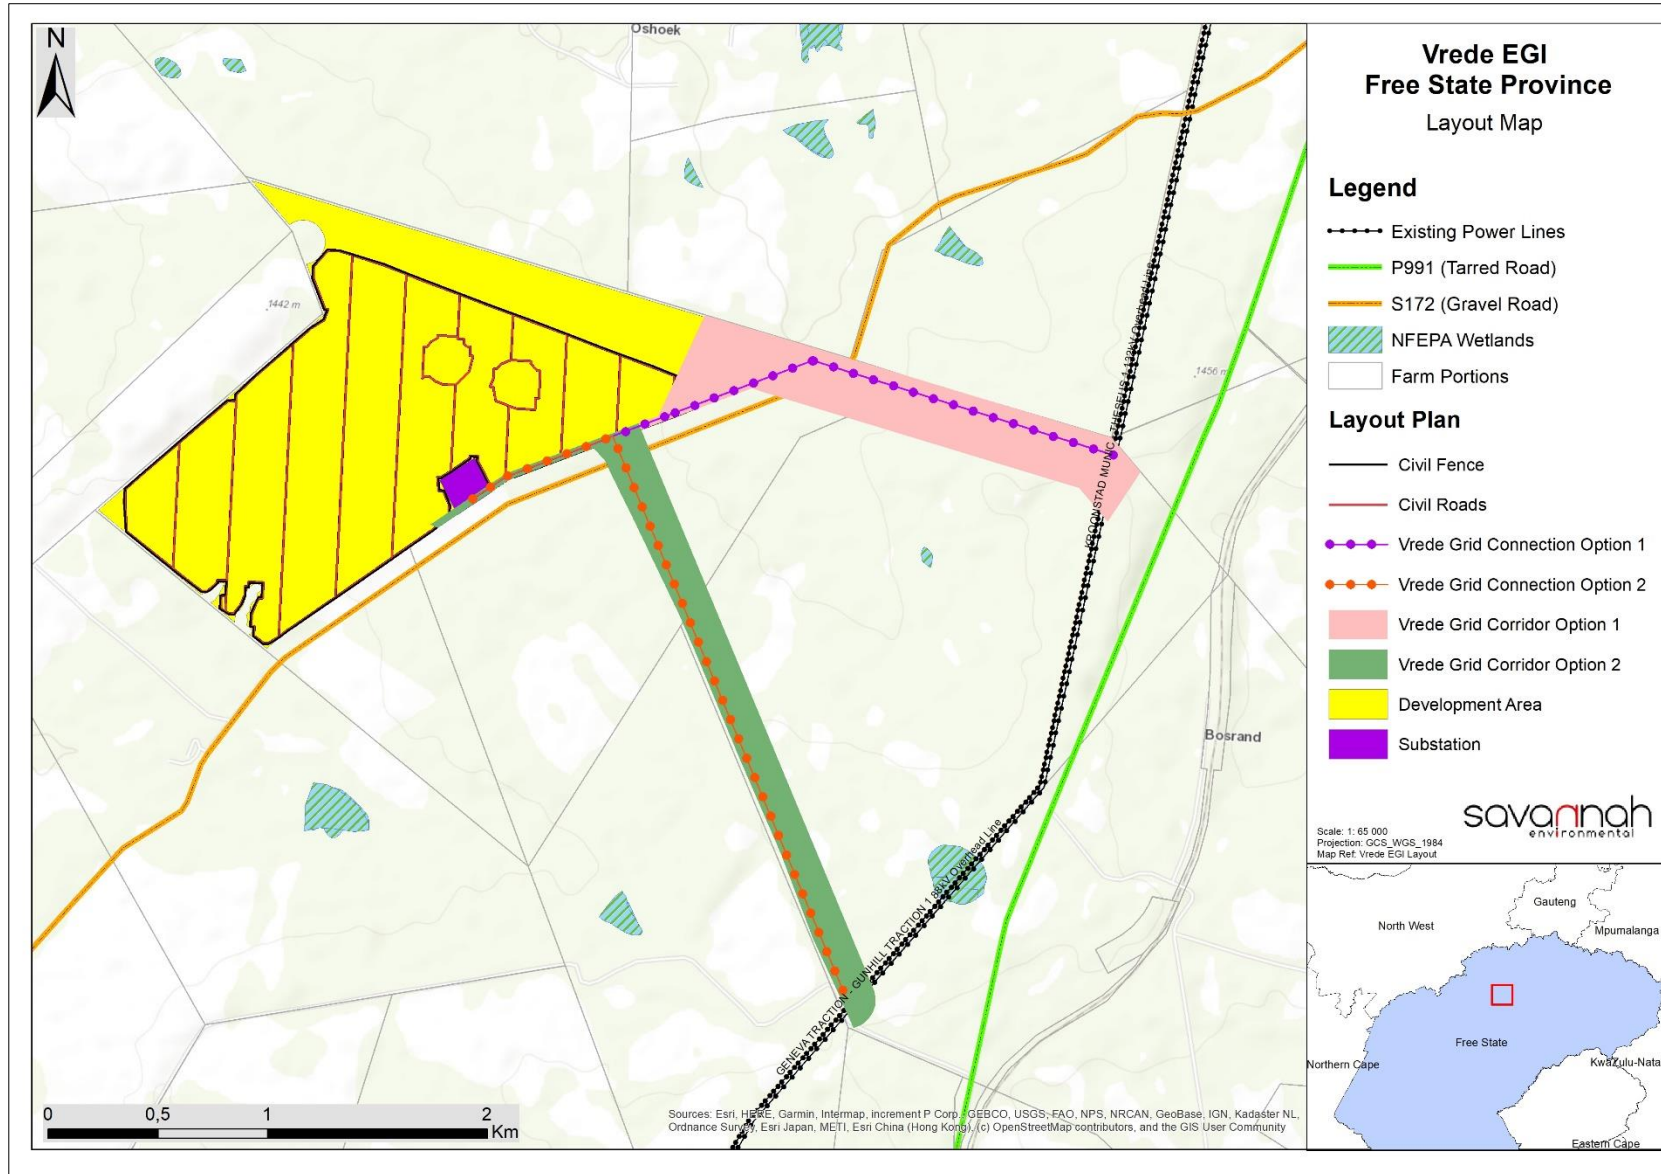 N
Oshoek
1442 m
1456 m
KROONSTAD MUNIC - THESEUS 1 132kV Overhead Line
Bosrand
GENEVA TRACTION - GUNHILL TRACTION 1 88kV Overhead Line
0 0,5 1 2
Km
Sources: Esri, HERE, Garmin, Intermap, increment P Corp., GEBCO, USGS, FAO, NPS, NRCAN, GeoBase, IGN, Kadaster NL,
Ordnance Survey, Esri Japan, METI, Esri China (Hong Kong), (c) OpenStreetMap contributors, and the GIS User Community
Vrede EGI
Free State Province
Layout Map
Legend
Existing Power Lines
P991 (Tarred Road)
S172 (Gravel Road)
NFEPA Wetlands
Farm Portions
Layout Plan
Civil Fence
Civil Roads
Vrede Grid Connection Option 1
Vrede Grid Connection Option 2
Vrede Grid Corridor Option 1
Vrede Grid Corridor Option 2
Development Area
Substation
savannah
environmental
Scale: 1: 65 000
Projection: GCS_WGS_1984
Map Ref: Vrede EGI Layout
Gauteng
North West
Mpumalanga
Free State
Northern Cape
KwaZulu-Nata
Eastern Cape